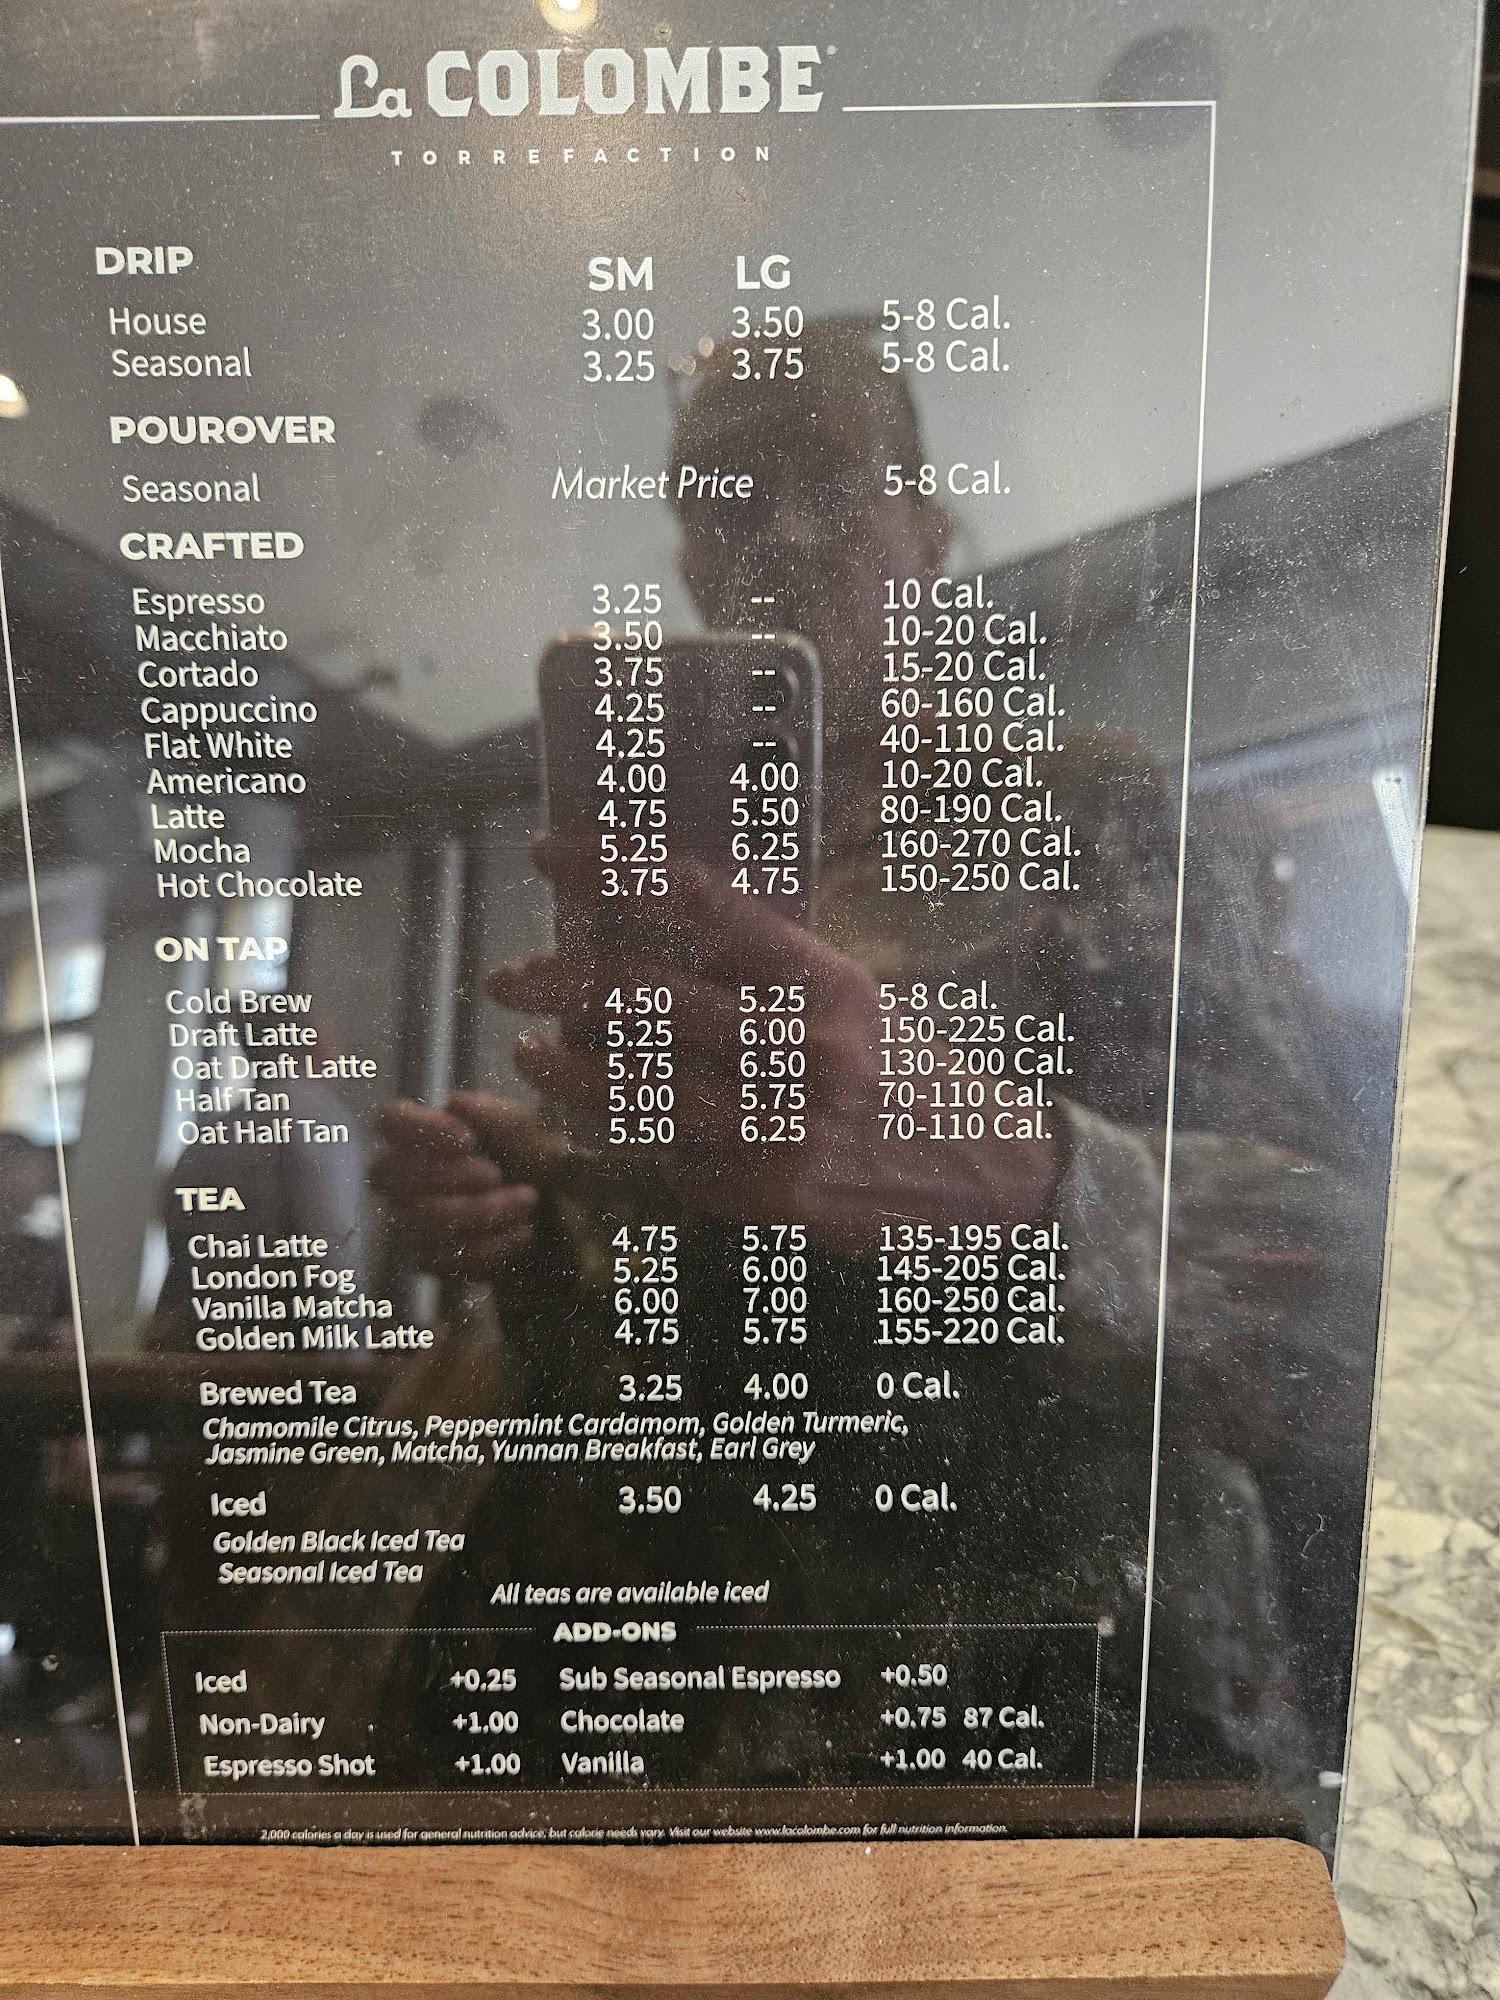 La COLOMBE
TORREFACTION
DRIP SM LG
House 3.00 3.50 5-8 Cal.
Seasonal 3.25 3.75 5-8 Cal.
POUROVER
Seasonal Market Price 5-8 Cal.
CRAFTED
Espresso 3.25 -- 10 Cal.
Macchiato 3.50 -- 10-20 Cal.
Cortado 3.75 -- 15-20 Cal.
Cappuccino 4.25 -- 60-160 Cal.
Flat White 4.25 -- 40-110 Cal.
Americano 4.00 4.00 10-20 Cal.
Latte 4.75 5.50 80-190 Cal.
Mocha 5.25 6.25 160-270 Cal.
Hot Chocolate 3.75 4.75 150-250 Cal.
ON TAP
Cold Brew 4.50 5.25 5-8 Cal.
Draft Latte 5.25 6.00 150-225 Cal.
Oat Draft Latte 5.75 6.50 130-200 Cal.
Half Tan 5.00 5.75 70-110 Cal.
Oat Half Tan 5.50 6.25 70-110 Cal.
TEA
Chai Latte 4.75 5.75 135-195 Cal.
London Fog 5.25 6.00 145-205 Cal.
Vanilla Matcha 6.00 7.00 160-250 Cal.
Golden Milk Latte 4.75 5.75 155-220 Cal.
Brewed Tea 3.25 4.00 0 Cal.
Chamomile Citrus, Peppermint Cardamom, Golden Turmeric,
Jasmine Green, Matcha, Yunnan Breakfast, Earl Grey
Iced 3.50 4.25 0 Cal.
Golden Black Iced Tea
Seasonal Iced Tea
All teas are available iced
ADD-ONS
Iced +0.25 Sub Seasonal Espresso +0.50
Non-Dairy +1.00 Chocolate +0.75 87 Cal.
Espresso Shot +1.00 Vanilla +1.00 40 Cal.
2,000 calories a day is used for general nutrition advice, but calorie needs vary. Visit our website www.lacolombe.com for full nutrition information.